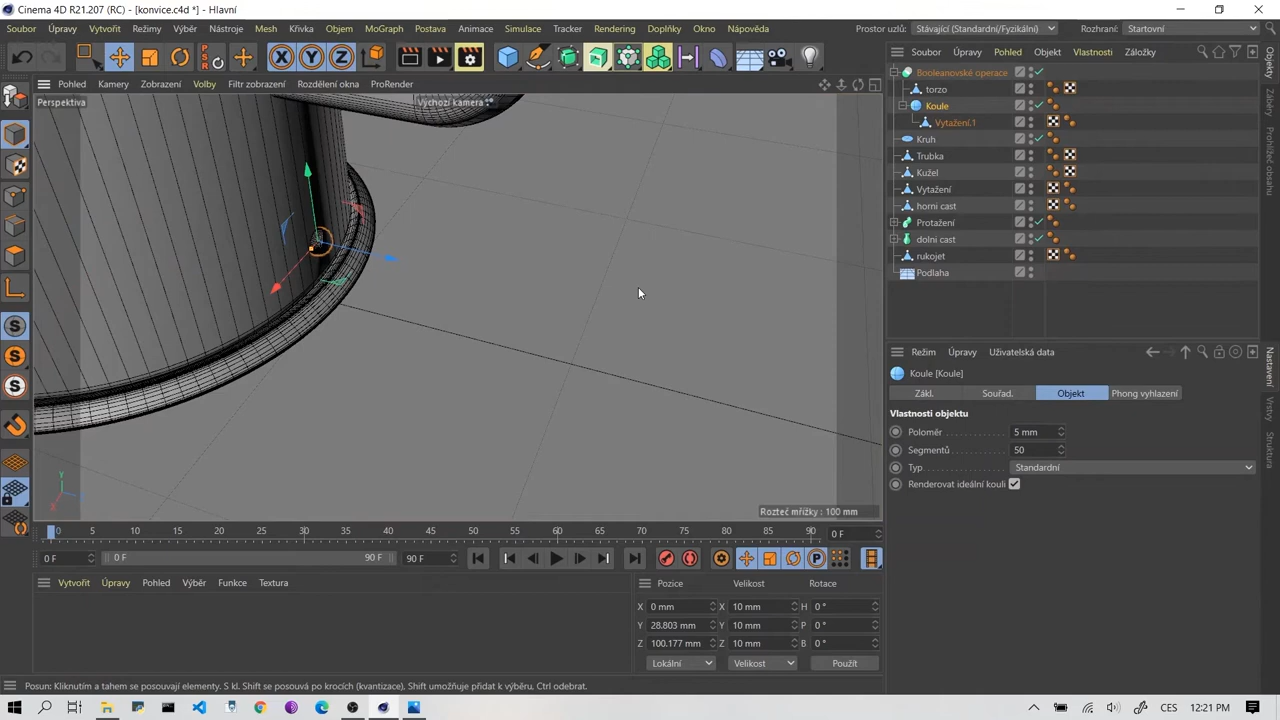 Cinema 4D R21.207 (RC) - [konvice.c4d *] - Hlavní
Soubor Úpravy Vytvořit Režimy Výběr Nástroje Mesh Křivka Objem MoGraph Postava Animace Simulace Tracker Rendering Doplňky Okno Nápověda Prostor uzlů: Stávající (Standardní/Fyzikální) Rozhraní: Startovní
Soubor Úpravy Pohled Objekt Vlastnosti Záložky
Pohled Kamery Zobrazení Volby Filtr zobrazení Rozdělení okna ProRender
Perspektiva
Výchozí kamera
Booleanovské operace
torzo
Koule
Vytažení.1
Kruh
Trubka
Kužel
Vytažení
horni cast
Protažení
dolni cast
rukojet
Podlaha
Objekty
Záběry
Prohlížeč obsahu
Režim Úpravy Uživatelská data
Koule [Koule]
Zákl. Souřad. Objekt Phong vyhlazení
Vlastnosti objektu
Poloměr 5 mm
Segmentů 50
Typ Standardní
Renderovat ideální kouli
Nastavení
Vrstvy
Struktura
Rozteč mřížky : 100 mm
0 5 10 15 20 25 30 35 40 45 50 55 60 65 70 75 80 85 90 0 F
0 F 0 F 90 F 90 F
Vytvořit Úpravy Pohled Výběr Funkce Textura
Pozice Velikost Rotace
X 0 mm X 10 mm H 0 °
Y 28.803 mm Y 10 mm P 0 °
Z 100.177 mm Z 10 mm B 0 °
Lokální Velikost Použít
Posun: Kliknutím a tahem se posouvají elementy. S kl. Shift se posouvá po krocích (kvantizace), Shift umožňuje přidat k výběru, Ctrl odebrat.
CES 12:21 PM